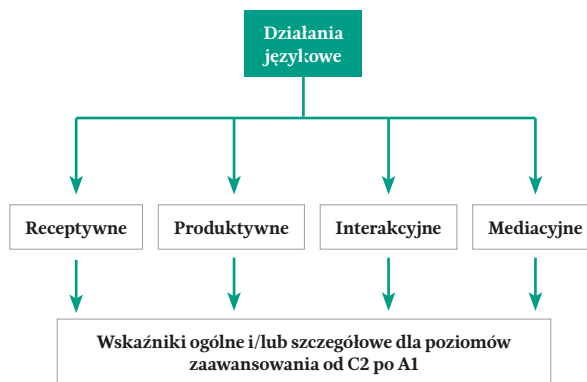 Działania
językowe
Receptywne
Produktywne
Interakcyjne
Mediacyjne
Wskaźniki ogólne i/lub szczegółowe dla poziomów
zaawansowania od C2 po A1